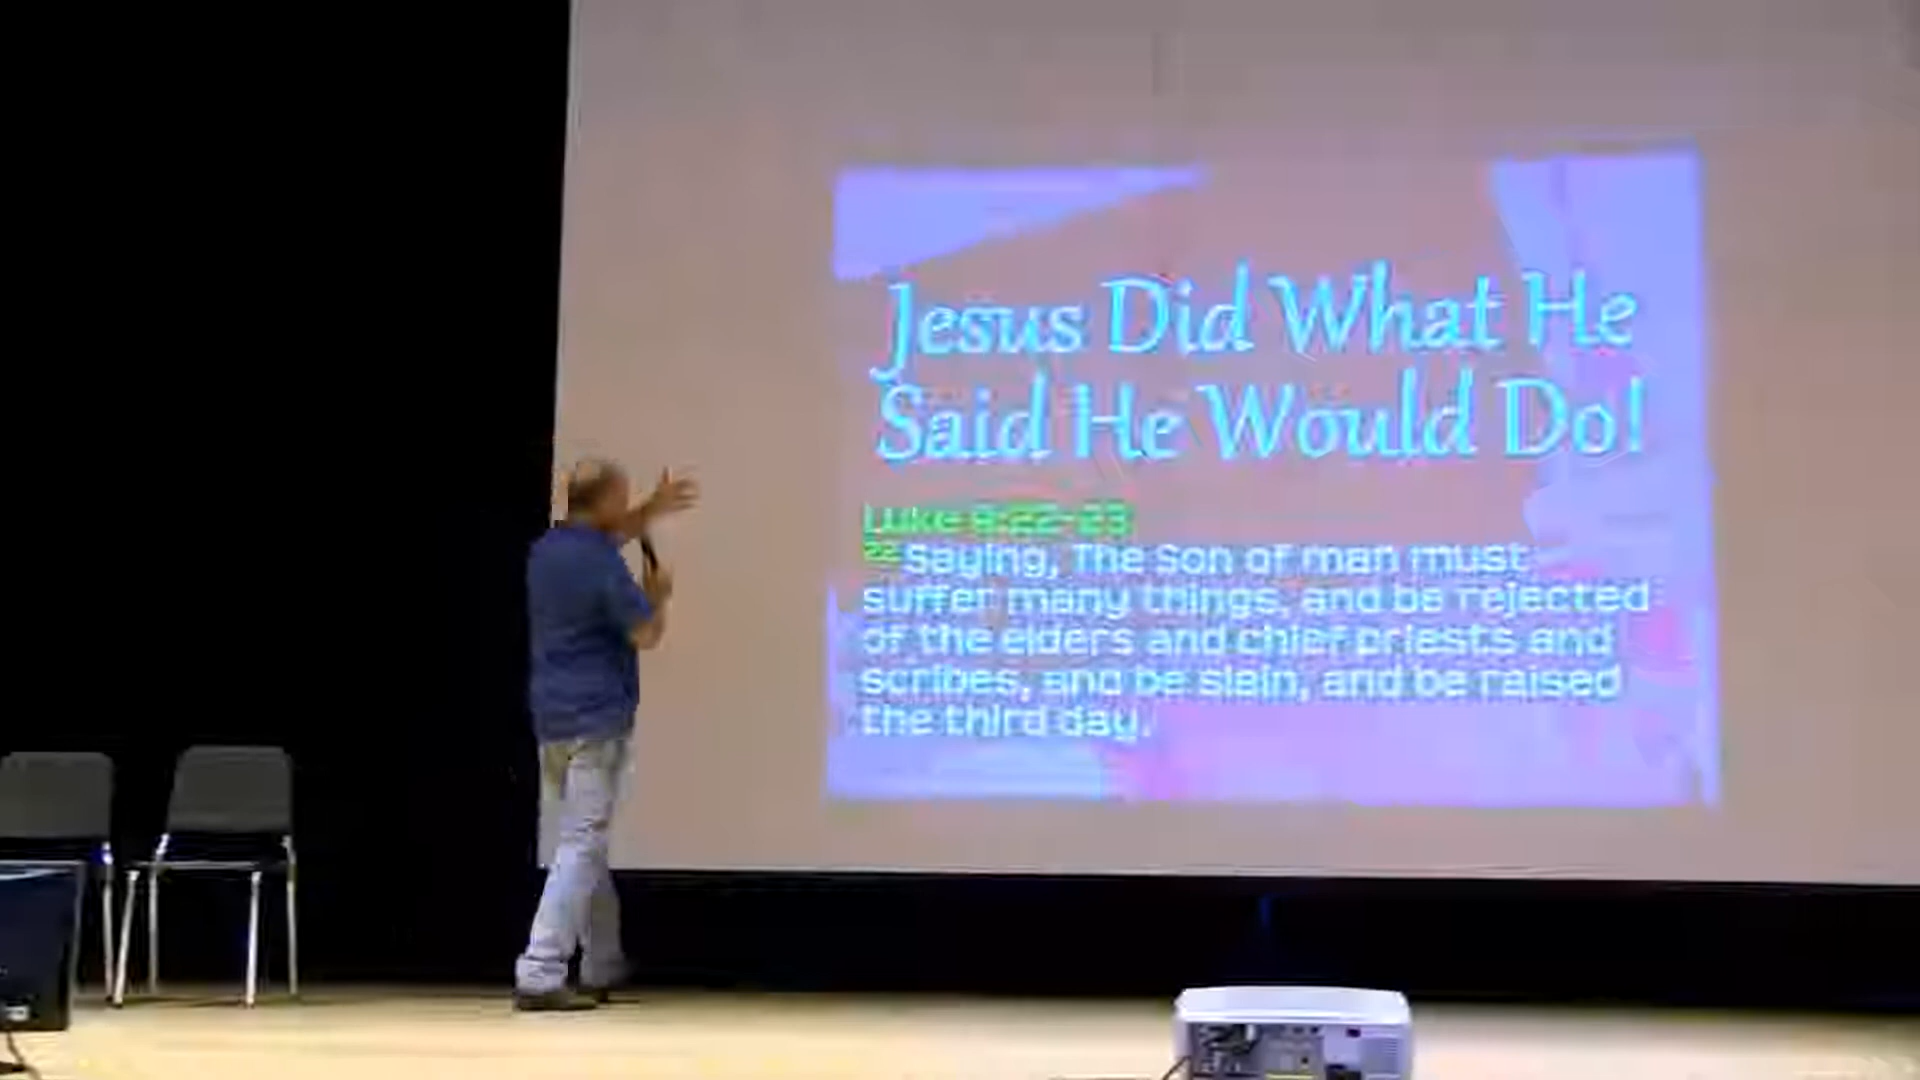 Jesus Did What He
Said He Would Do!
Luke 9:22-23
22 Saying, The Son of man must
suffer many things, and be rejected
of the elders and chief priests and
scribes, and be slain, and be raised
the third day.